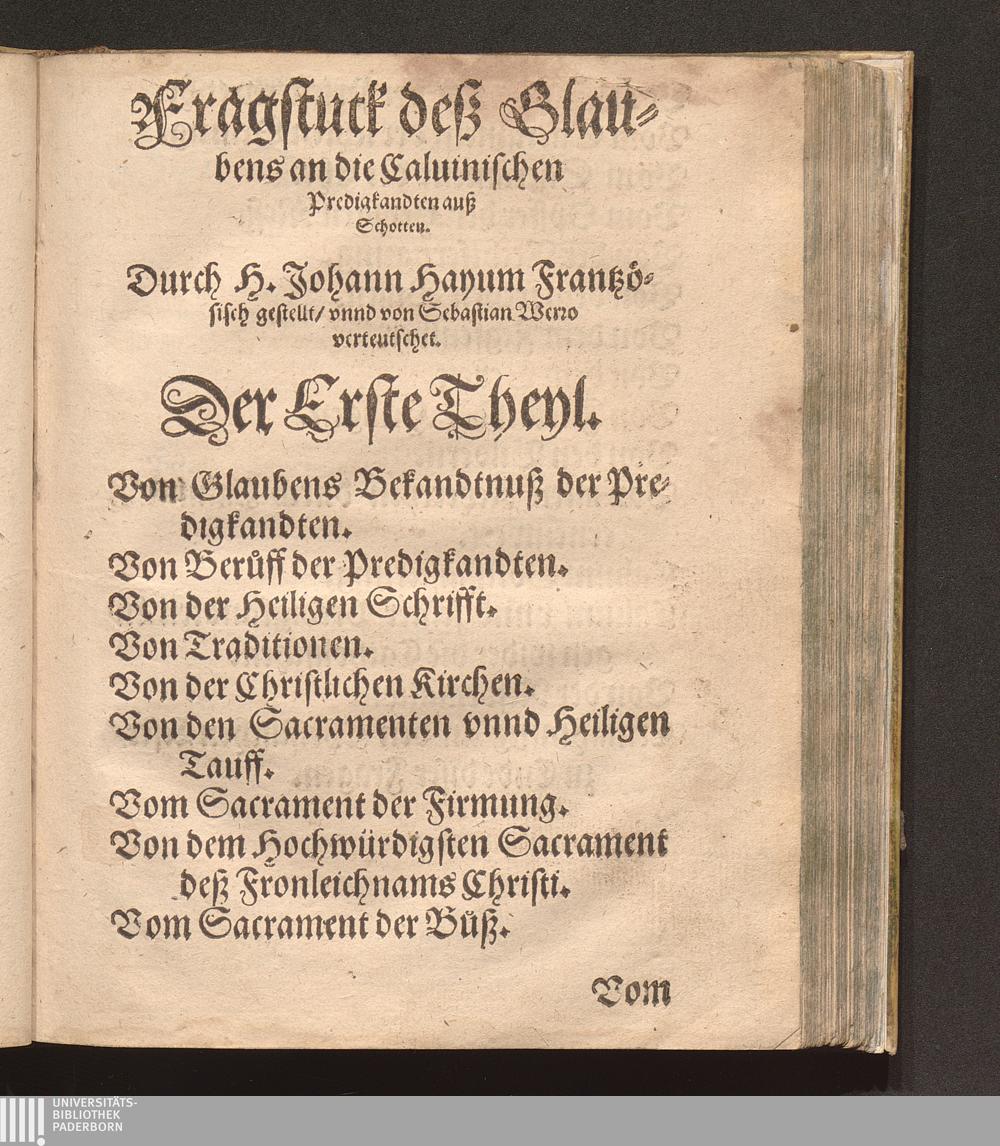 Fragstuck deß Glau-
bens an die Caluinischen
Predigkandten auß
Schotten.
Durch H. Johann Hayum Frantzö-
sisch gestellt/ vnnd von Sebastian Werro
verteutschet.
Der Erste Theyl.
Von Glaubens Bekandtnuß der Pre-
digkandten.
Von Berůff der Predigkandten.
Von der Heiligen Schrifft.
Von Traditionen.
Von der Christlichen Kirchen.
Von den Sacramenten vnnd Heiligen
Tauff.
Vom Sacrament der Firmung.
Von dem Hochwürdigsten Sacrament
deß Fronleichnams Christi.
Vom Sacrament der Bůß.
Vom
UNIVERSITÄTS-
BIBLIOTHEK
PADERBORN